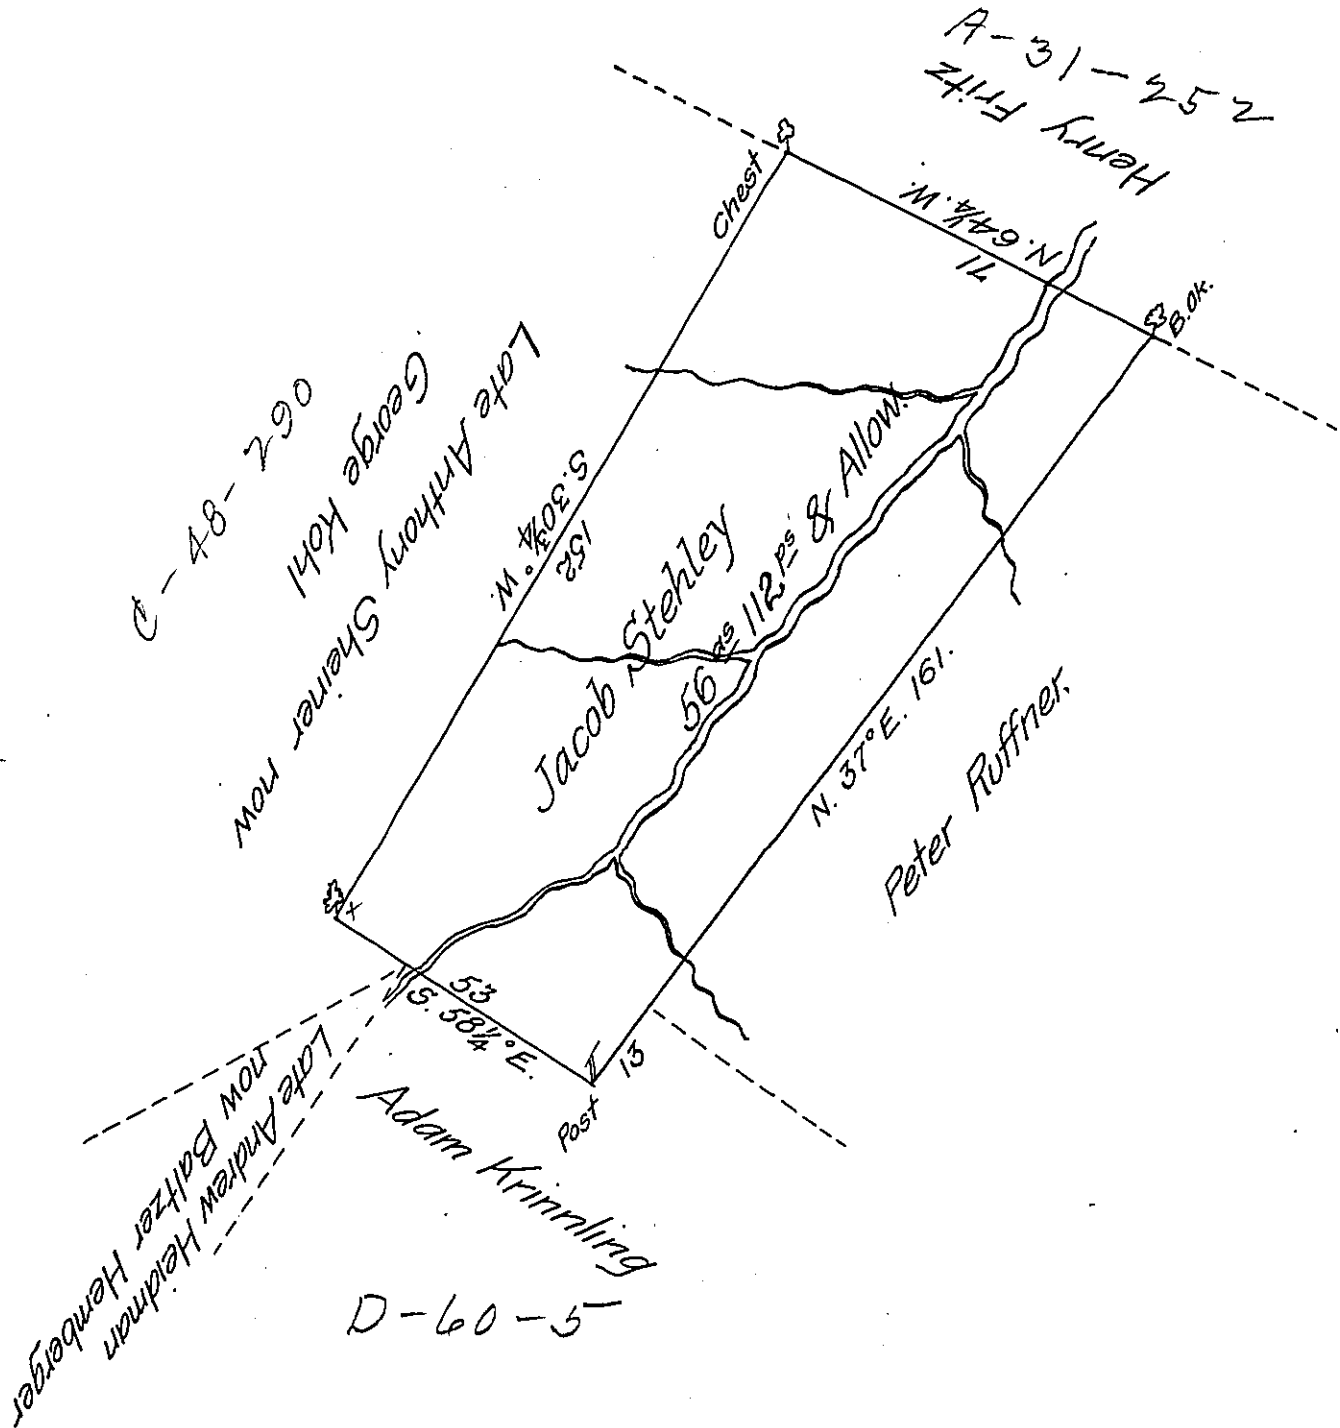 A-31-252
Henry Fritz
Chest
N. 64¼. W.
71
B.OK.
C-48-260
Late Anthony Sheiner now
George Kohl
S. 30¾° W.
152
Jacob Stehley
56 as 112 ps & Allow.
N. 37° E. 161.
Peter Ruffner.
53
S. 58¼° E.
13
Post
Late Andrew Heidman
now Baltzer Hemberger
Adam Krinnling
D-60-5